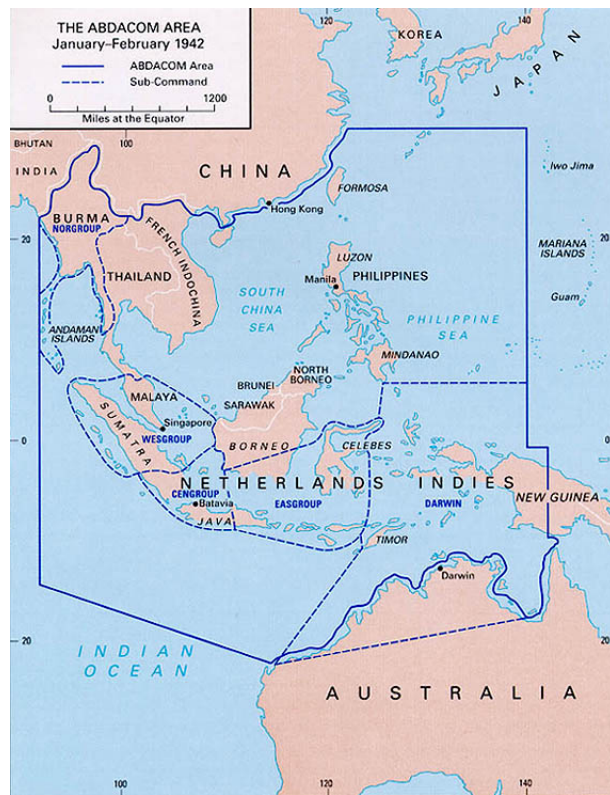 THE ABDACOM AREA
January–February 1942
ABDACOM Area
Sub-Command
0 1200
Miles at the Equator
120
140
KOREA
JAPAN
BHUTAN
100
INDIA
CHINA
Iwo Jima
FORMOSA
Hong Kong
BURMA
NORGROUP
20
20
FRENCH INDOCHINA
LUZON
MARIANA
ISLANDS
THAILAND
Manila
PHILIPPINES
Guam
SOUTH
CHINA
SEA
PHILIPPINE
SEA
ANDAMAN
ISLANDS
MINDANAO
NORTH
BORNEO
BRUNEI
MALAYA
SARAWAK
Singapore
0
0
SUMATRA
WESGROUP
BORNEO
CELEBES
NETHERLANDS INDIES
CENGROUP
EASGROUP
DARWIN
NEW GUINEA
Batavia
JAVA
TIMOR
Darwin
20
20
INDIAN
OCEAN
AUSTRALIA
100
120
140